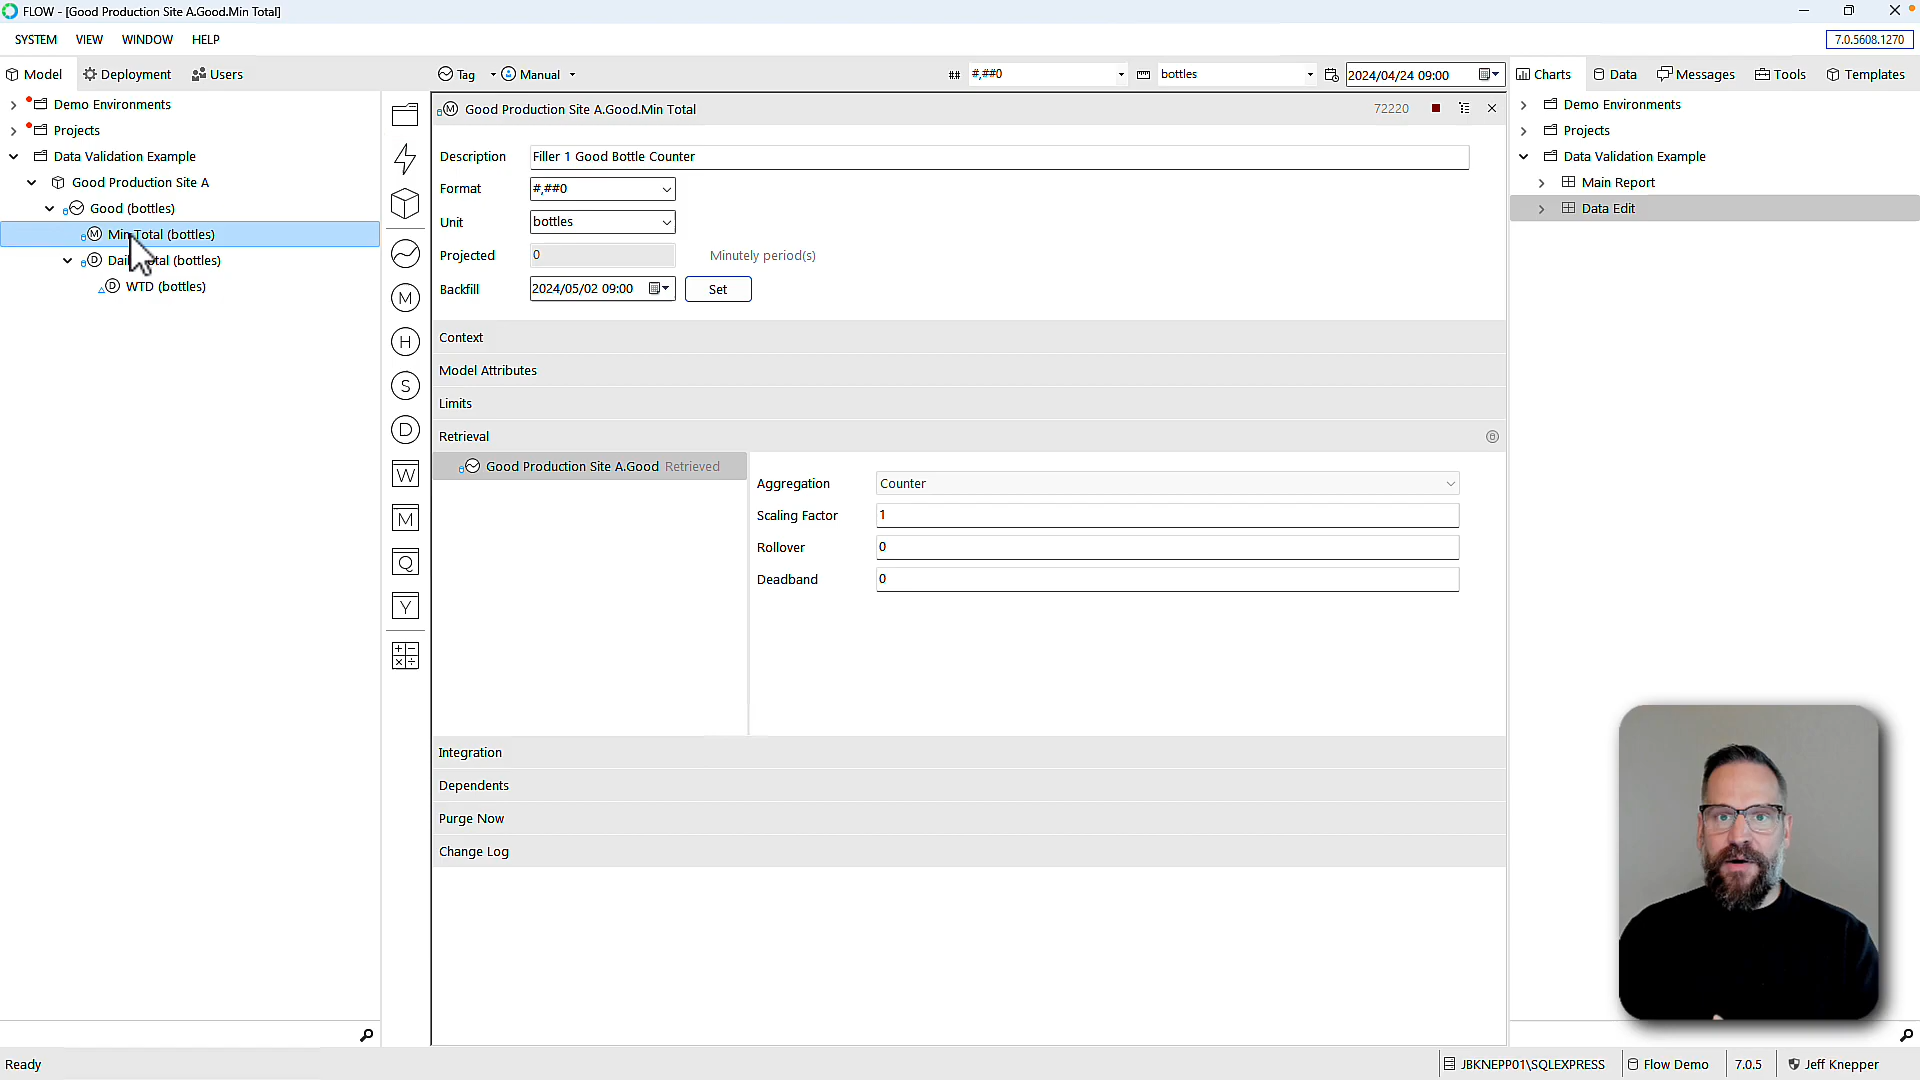 FLOW - [Good Production Site A.Good.Min Total]
SYSTEM VIEW WINDOW HELP
7.0.5608.1270
Model Deployment Users
Tag Manual
## #,##0 bottles 2024/04/24 09:00
Charts Data Messages Tools Templates
Demo Environments
Projects
Data Validation Example
Good Production Site A
Good (bottles)
Min Total (bottles)
(bottles)
WTD (bottles)
M
H
S
D
W
M
Q
Y
Good Production Site A.Good.Min Total 72220
Description Filler 1 Good Bottle Counter
Format #,##0
Unit bottles
Projected 0 Minutely period(s)
Backfill 2024/05/02 09:00 Set
Context
Model Attributes
Limits
Retrieval
Good Production Site A.Good Retrieved
Aggregation Counter
Scaling Factor 1
Rollover 0
Deadband 0
Integration
Dependents
Purge Now
Change Log
Demo Environments
Projects
Data Validation Example
Main Report
Data Edit
Ready
JBKNEPP01\SQLEXPRESS Flow Demo 7.0.5 Jeff Knepper